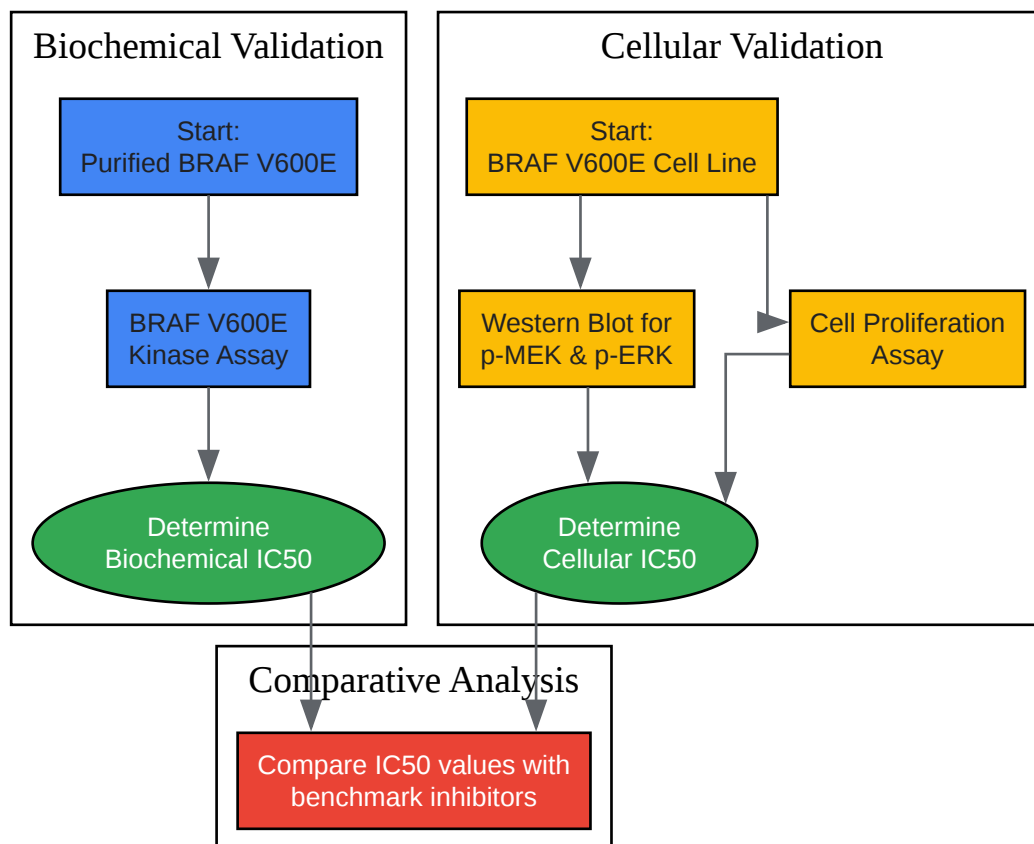 Biochemical Validation
Start:
Purified BRAF V600E
BRAF V600E
Kinase Assay
Determine
Biochemical IC50
Cellular Validation
Start:
BRAF V600E Cell Line
Western Blot for
p-MEK & p-ERK
Cell Proliferation
Assay
Determine
Cellular IC50
Comparative Analysis
Compare IC50 values with
benchmark inhibitors